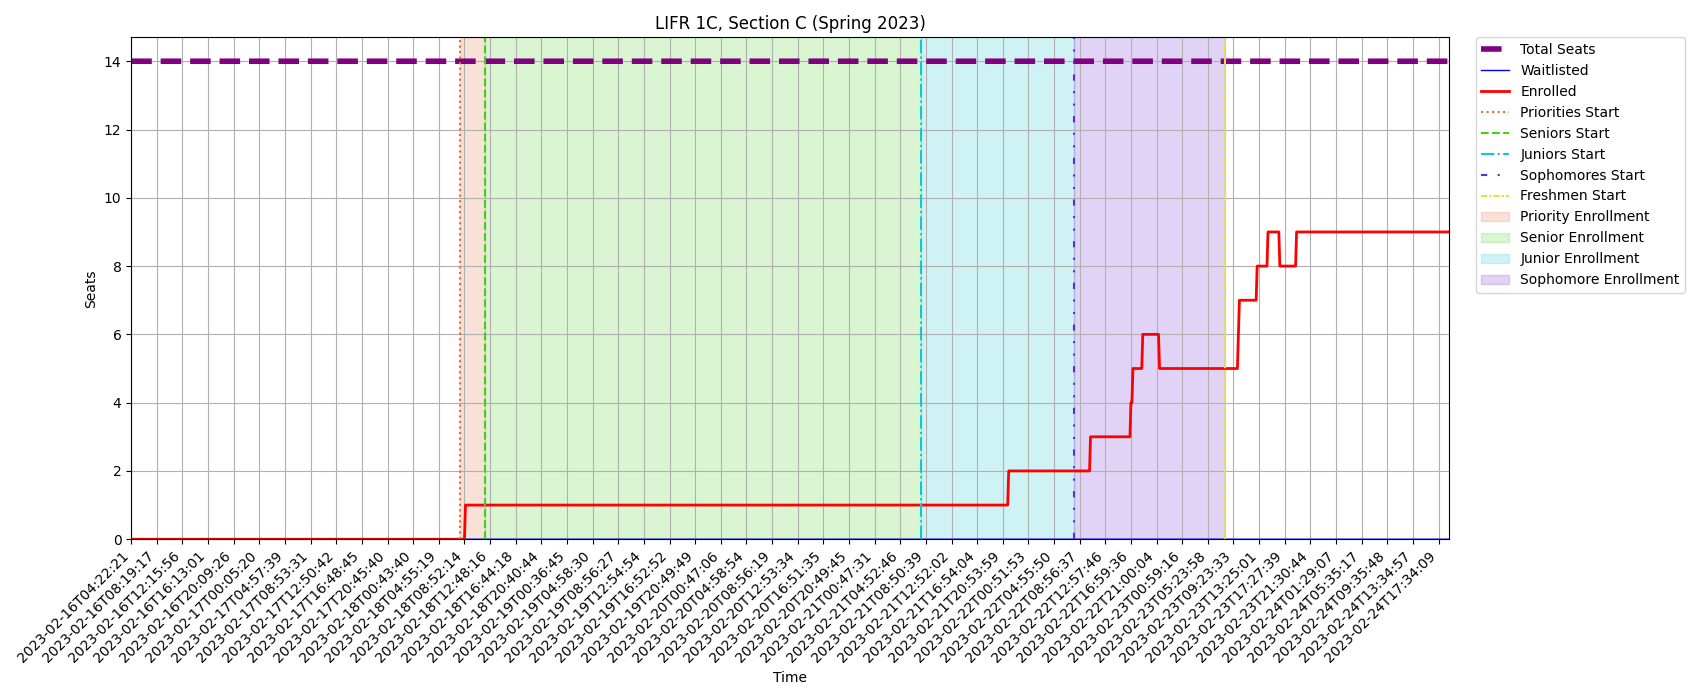 LIFR 1C, Section C (Spring 2023)
Total Seats
Waitlisted
Enrolled
Priorities Start
Seniors Start
Juniors Start
Sophomores Start
Freshmen Start
Priority Enrollment
Senior Enrollment
Junior Enrollment
Sophomore Enrollment
Seats
14
12
10
8
6
4
2
0
2023-02-16T04:22:21
2023-02-16T08:19:17
2023-02-16T12:15:56
2023-02-16T16:13:01
2023-02-16T20:09:26
2023-02-17T00:05:20
2023-02-17T04:57:39
2023-02-17T08:53:31
2023-02-17T12:50:42
2023-02-17T16:48:45
2023-02-17T20:45:40
2023-02-18T00:43:40
2023-02-18T04:55:19
2023-02-18T08:52:14
2023-02-18T12:48:16
2023-02-18T16:44:18
2023-02-18T20:40:44
2023-02-19T00:36:45
2023-02-19T04:58:30
2023-02-19T08:56:27
2023-02-19T12:54:54
2023-02-19T16:52:52
2023-02-19T20:49:49
2023-02-20T00:47:06
2023-02-20T04:58:54
2023-02-20T08:56:19
2023-02-20T12:53:34
2023-02-20T16:51:35
2023-02-20T20:49:45
2023-02-21T00:47:31
2023-02-21T04:52:46
2023-02-21T08:50:39
2023-02-21T12:52:02
2023-02-21T16:54:04
2023-02-21T20:53:59
2023-02-22T00:51:53
2023-02-22T04:55:50
2023-02-22T08:56:37
2023-02-22T12:57:46
2023-02-22T16:59:36
2023-02-22T21:00:04
2023-02-23T00:59:16
2023-02-23T05:23:58
2023-02-23T09:23:33
2023-02-23T13:25:01
2023-02-23T17:27:39
2023-02-23T21:30:44
2023-02-24T01:29:07
2023-02-24T05:35:17
2023-02-24T09:35:48
2023-02-24T13:34:57
2023-02-24T17:34:09
Time